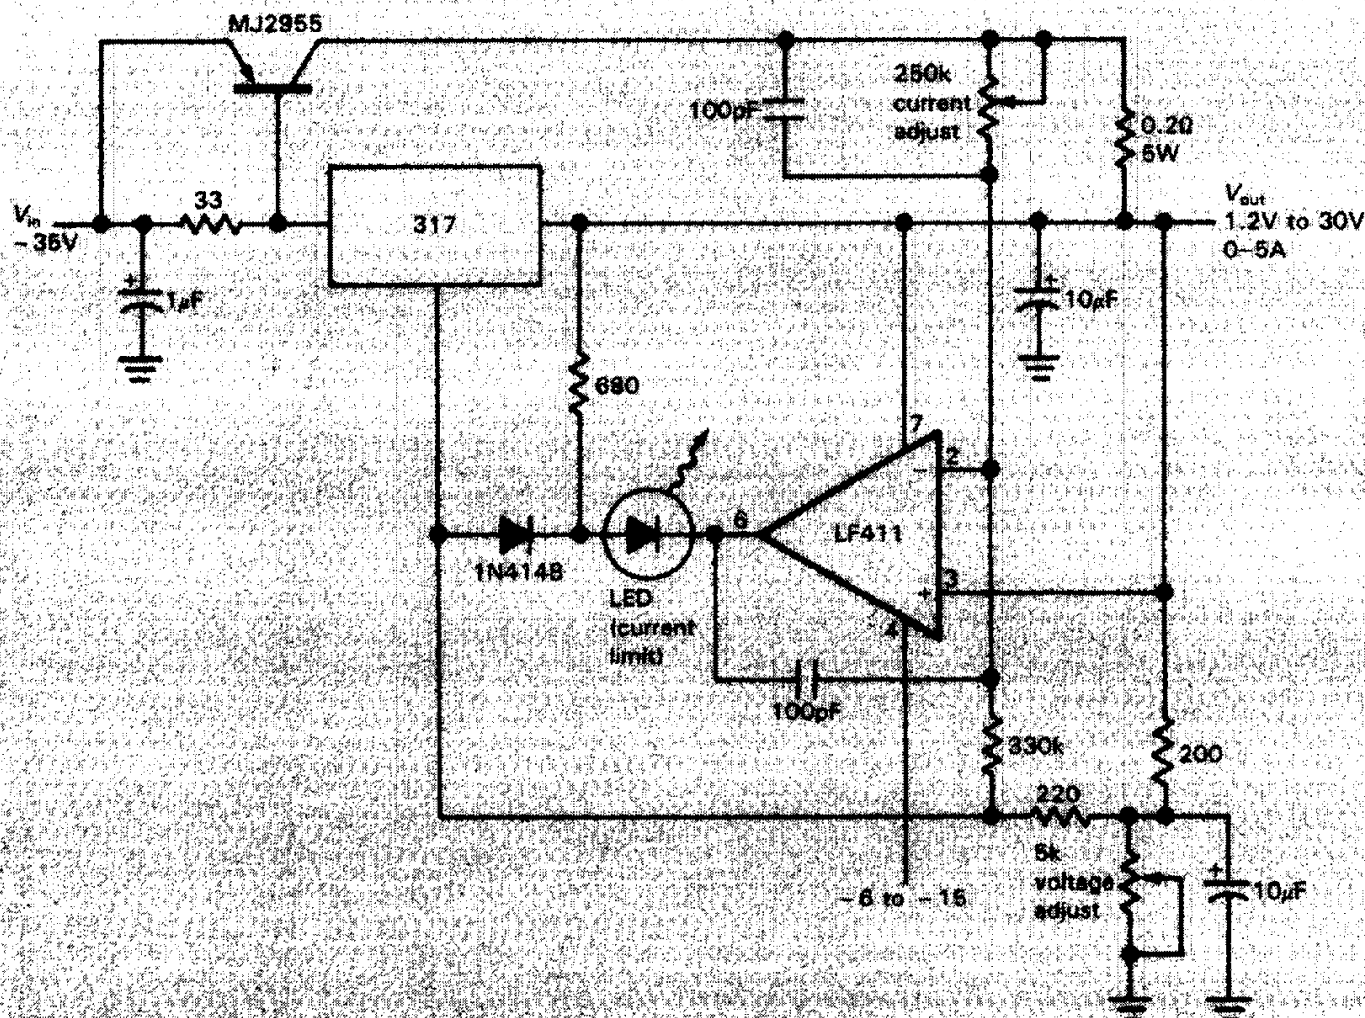 MJ2955
250k
current
adjust
100pF
0.2Ω
5W
33
317
Vin
~35V
Vout
1.2V to 30V
0–5A
1µF
10µF
680
7
2
6
–
LF411
1N4148
3
+
LED
(current
limit)
4
100pF
330k
200
220
5k
voltage
adjust
–6 to –15
10µF